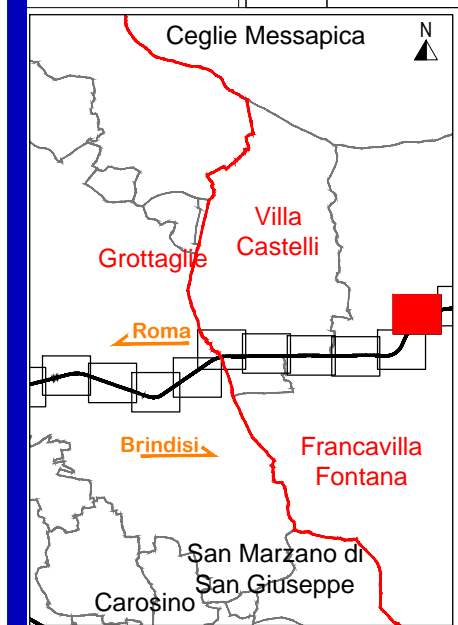 Ceglie Messapica
N
Villa
Castelli
Grottaglie
Roma
Brindisi
Francavilla
Fontana
San Marzano di
San Giuseppe
Carosino